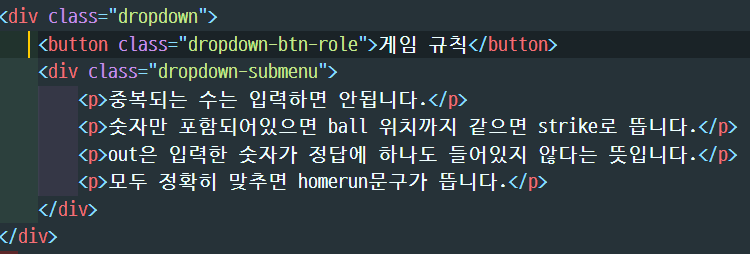 <div class="dropdown">
<button class="dropdown-btn-role">게임 규칙</button>
<div class="dropdown-submenu">
<p>중복되는 수는 입력하면 안됩니다.</p>
<p>숫자만 포함되어있으면 ball 위치까지 같으면 strike로 뜹니다.</p>
<p>out은 입력한 숫자가 정답에 하나도 들어있지 않다는 뜻입니다.</p>
<p>모두 정확히 맞추면 homerun문구가 뜹니다.</p>
</div>
</div>